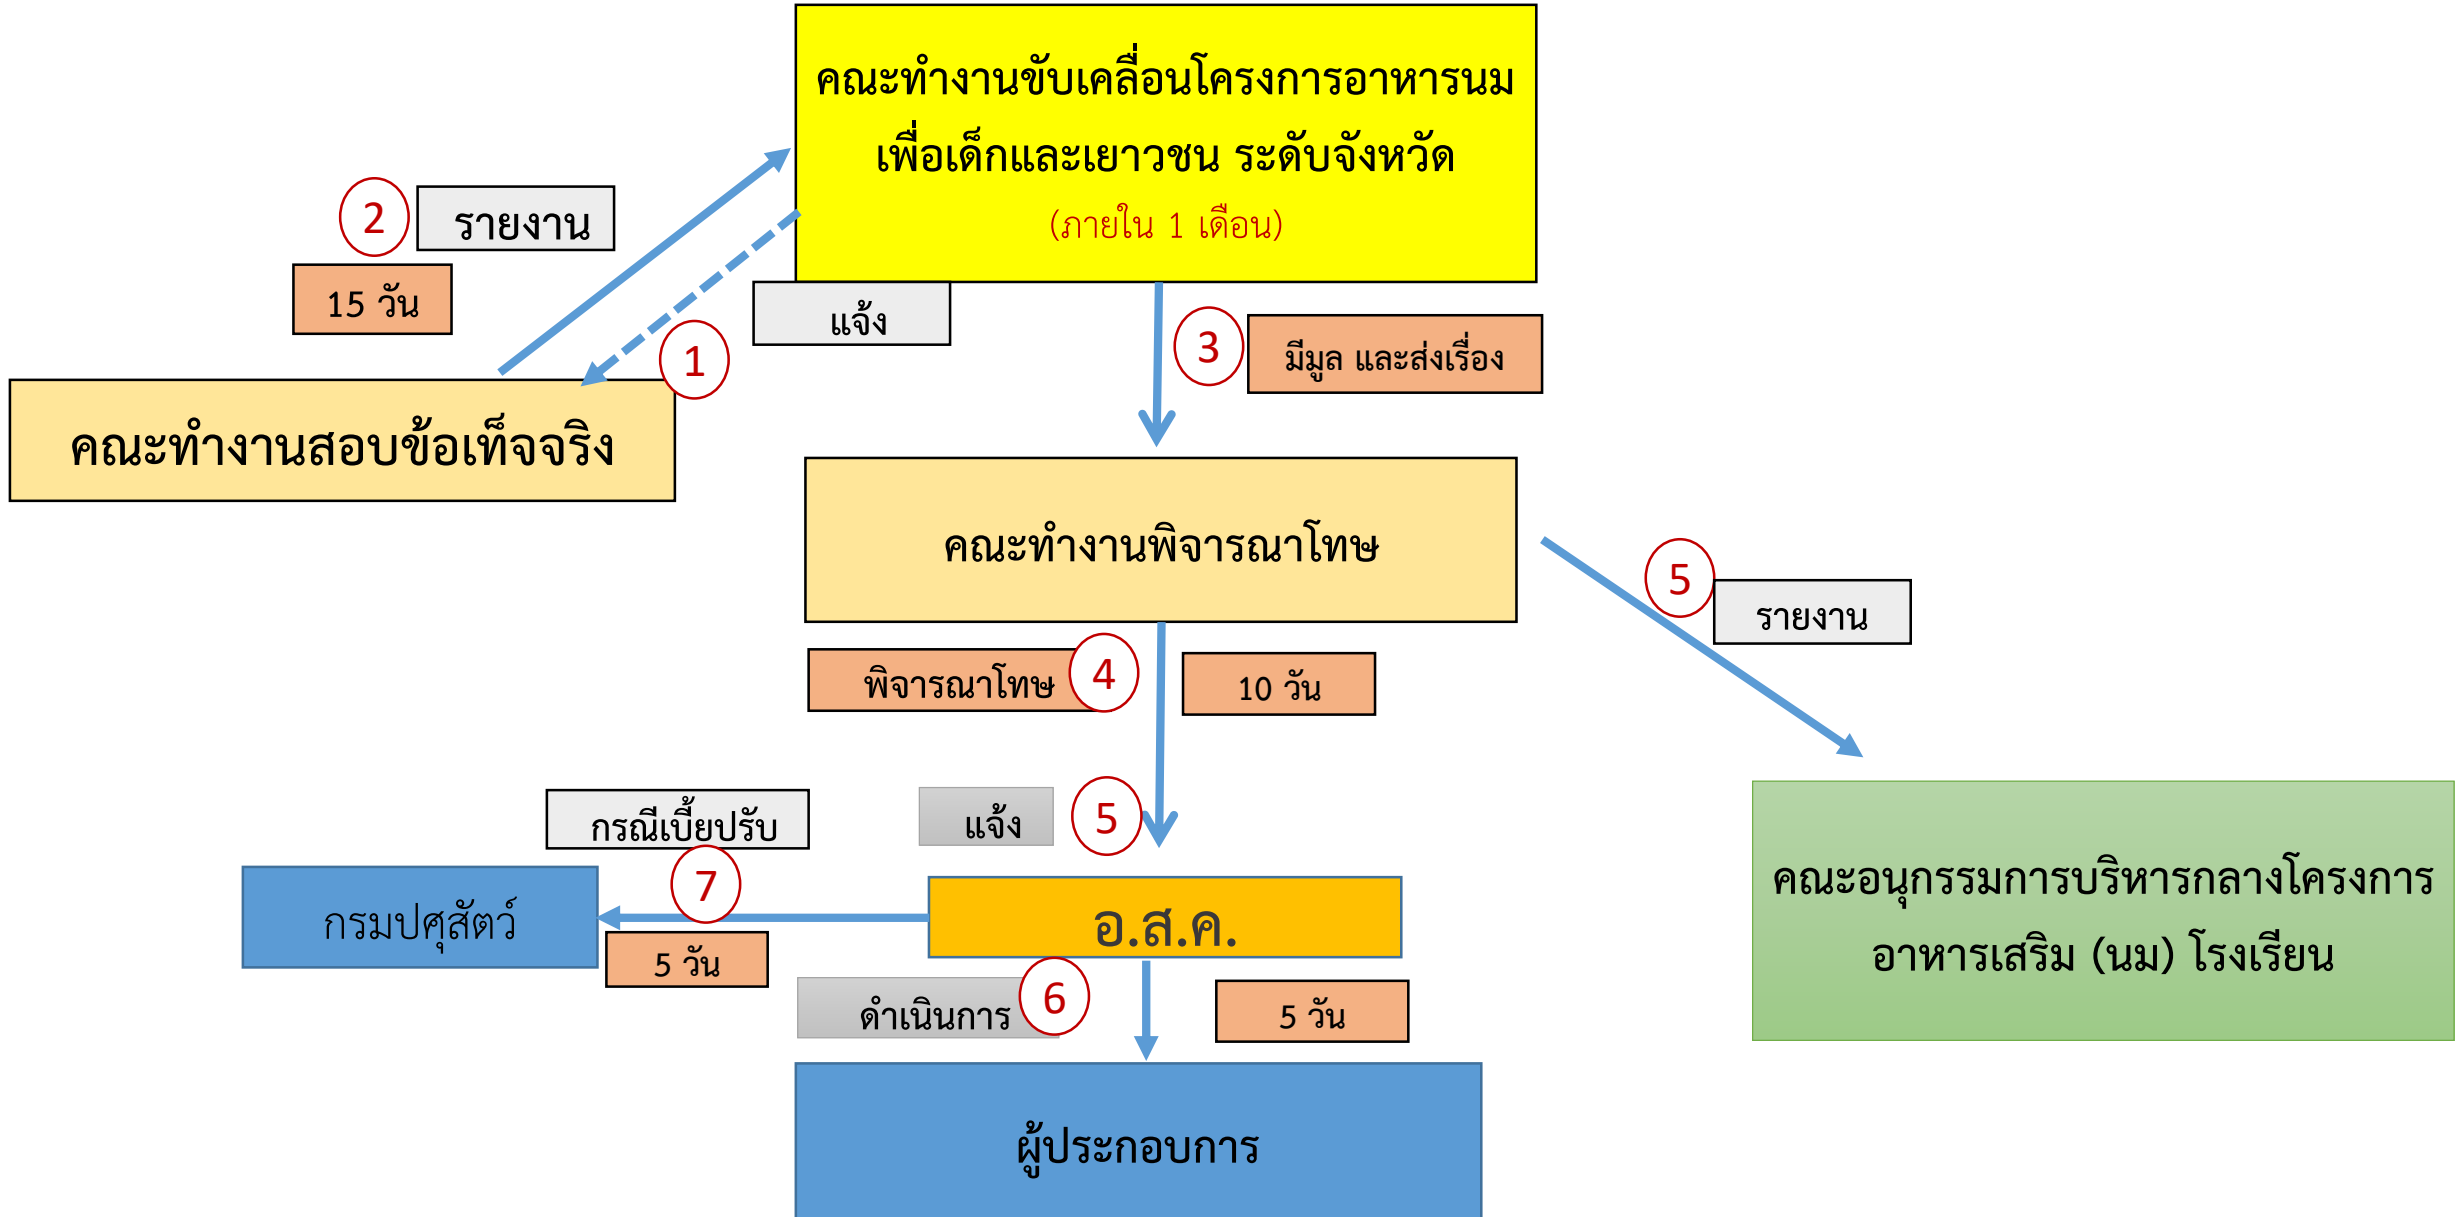 คณะทำงานขับเคลื่อนโครงการอาหารนม
เพื่อเด็กและเยาวชน ระดับจังหวัด
(ภายใน 1 เดือน)
2
รายงาน
15 วัน
แจ้ง
1
3
มีมูล และส่งเรื่อง
คณะทำงานสอบข้อเท็จจริง
คณะทำงานพิจารณาโทษ
5
รายงาน
พิจารณาโทษ
4
10 วัน
กรณีเบี้ยปรับ
แจ้ง
5
7
กรมปศุสัตว์
อ.ส.ค.
5 วัน
ดำเนินการ
6
5 วัน
คณะอนุกรรมการบริหารกลางโครงการ
อาหารเสริม (นม) โรงเรียน
ผู้ประกอบการ